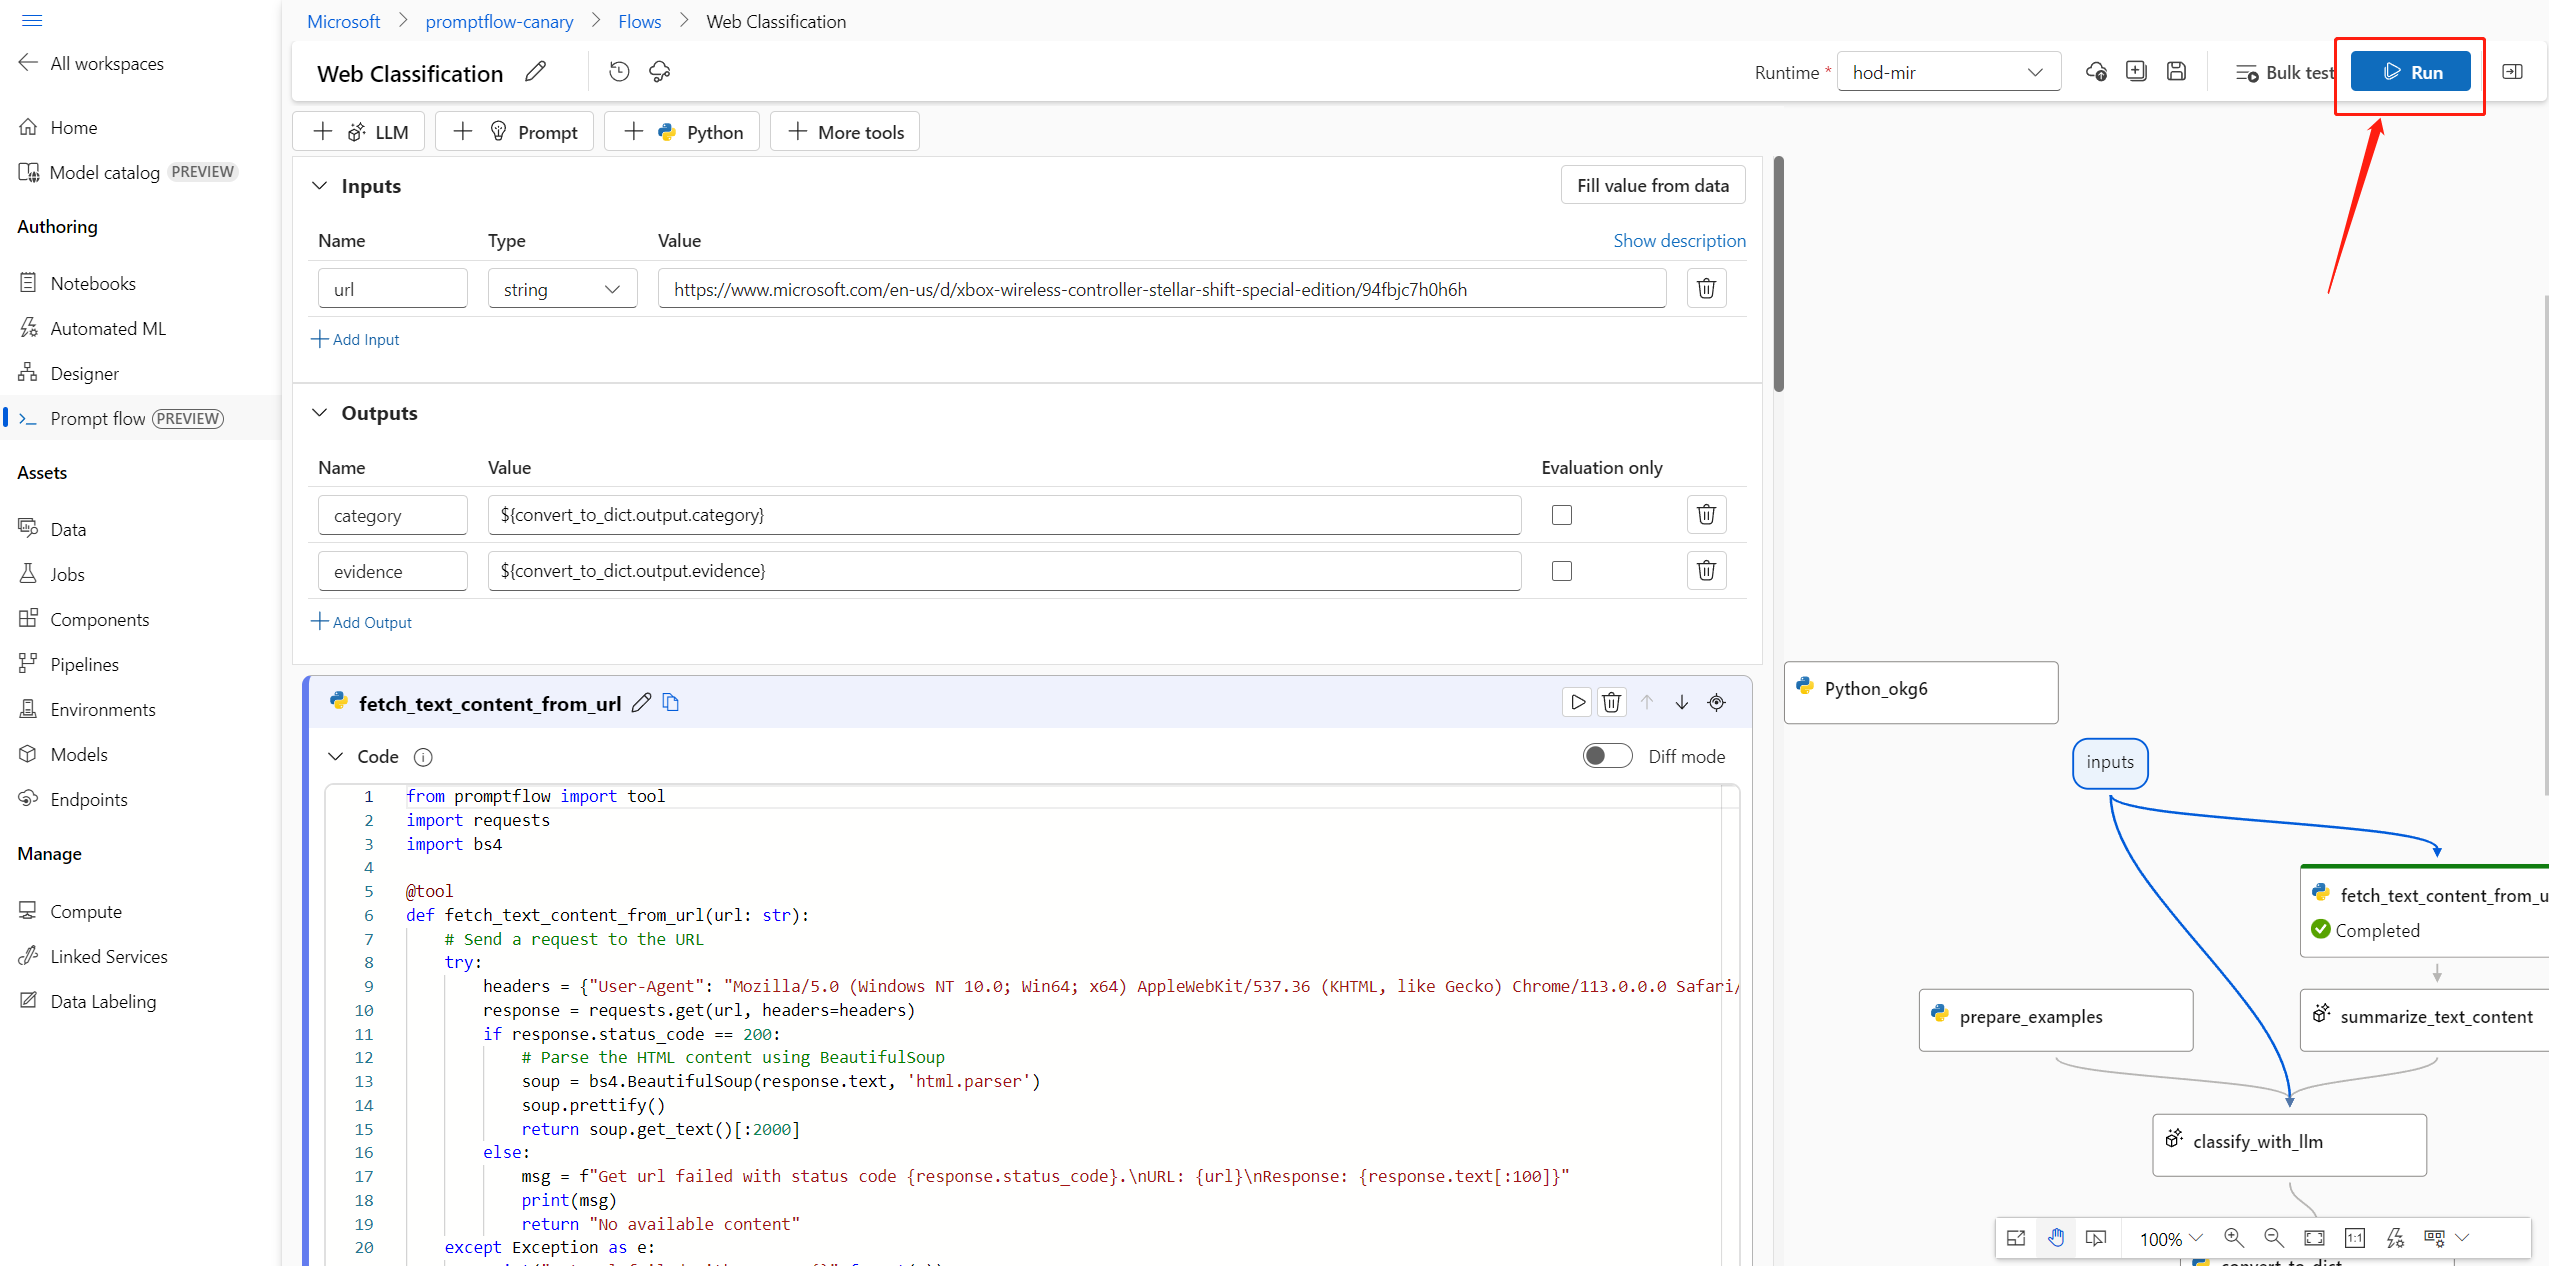 Microsoft > promptflow-canary > Flows > Web Classification
All workspaces
Home
Model catalog PREVIEW
Authoring
Notebooks
Automated ML
Designer
Prompt flow PREVIEW
Assets
Data
Jobs
Components
Pipelines
Environments
Models
Endpoints
Manage
Compute
Linked Services
Data Labeling
Web Classification
Runtime * hod-mir
Bulk test
Run
LLM
Prompt
Python
More tools
Inputs
Fill value from data
Name Type Value Show description
url string https://www.microsoft.com/en-us/d/xbox-wireless-controller-stellar-shift-special-edition/94fbjc7h0h6h
Add Input
Outputs
Name Value Evaluation only
category ${convert_to_dict.output.category}
evidence ${convert_to_dict.output.evidence}
Add Output
fetch_text_content_from_url
Code Diff mode
1 from promptflow import tool
2 import requests
3 import bs4
4
5 @tool
6 def fetch_text_content_from_url(url: str):
7 # Send a request to the URL
8 try:
9 headers = {"User-Agent": "Mozilla/5.0 (Windows NT 10.0; Win64; x64) AppleWebKit/537.36 (KHTML, like Gecko) Chrome/113.0.0.0 Safari/
10 response = requests.get(url, headers=headers)
11 if response.status_code == 200:
12 # Parse the HTML content using BeautifulSoup
13 soup = bs4.BeautifulSoup(response.text, 'html.parser')
14 soup.prettify()
15 return soup.get_text()[:2000]
16 else:
17 msg = f"Get url failed with status code {response.status_code}.\nURL: {url}\nResponse: {response.text[:100]}"
18 print(msg)
19 return "No available content"
20 except Exception as e:
Python_okg6
inputs
fetch_text_content_from_u
Completed
prepare_examples
summarize_text_content
classify_with_llm
100%
1:1
convert_to_dict